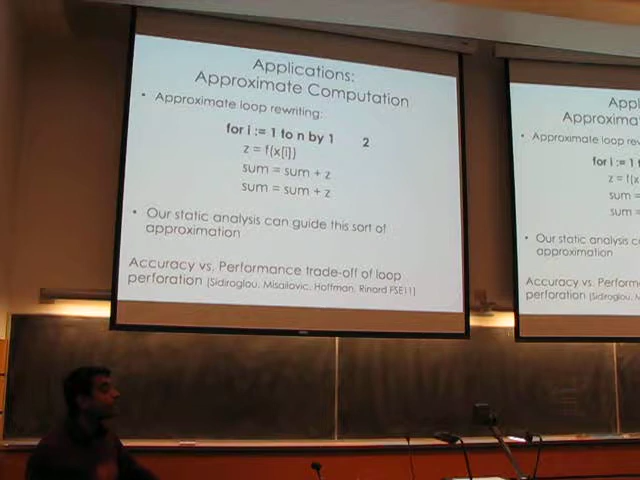 Applications:
Approximate Computation
• Approximate loop rewriting:
for i := 1 to n by 1 2
z = f(x[i])
sum = sum + z
sum = sum + z
• Our static analysis can guide this sort of
approximation
Accuracy vs. Performance trade-off of loop
perforation [Sidiroglou, Misailovic, Hoffman, Rinard FSE11]
Appl
Approxima
• Approximate loop rew
for i := 1 t
z = f(x
sum =
sum =
• Our static analysis c
approximation
Accuracy vs. Perform
perforation [Sidiroglou, M